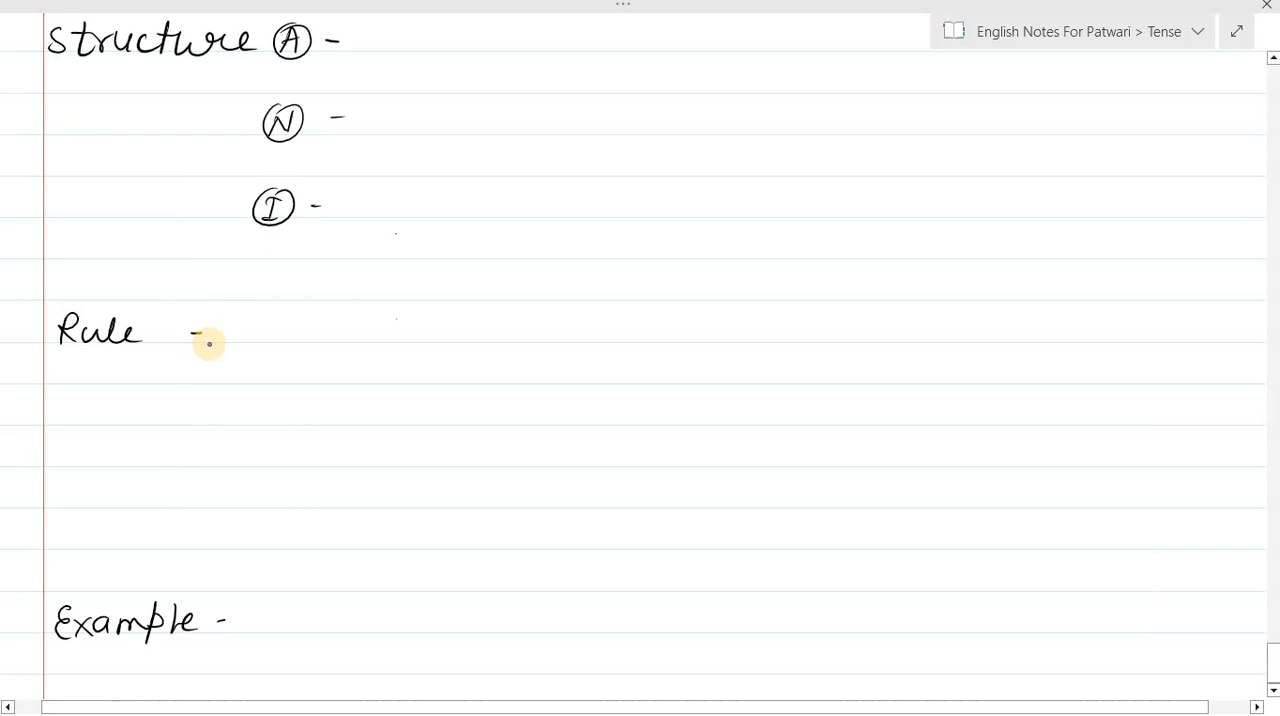 English Notes For Patwari > Tense
Structure (A) -
(N) -
(I) -
Rule -
Example -